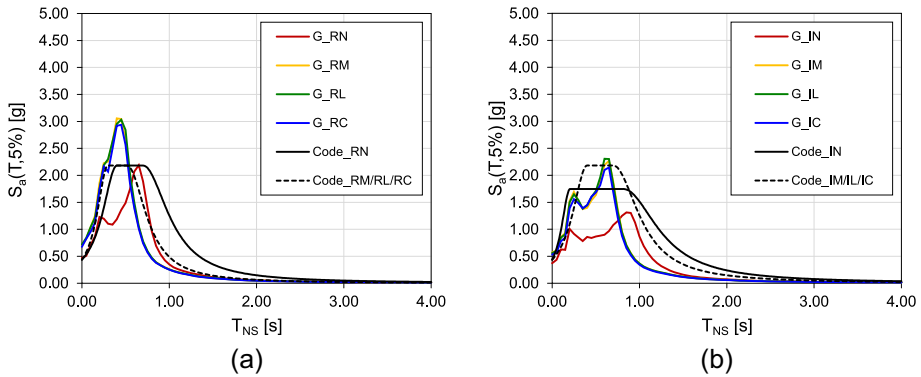 5.00
4.50
4.00
3.50
3.00
2.50
2.00
1.50
1.00
0.50
0.00
Sa(T,5%) [g]
0.00 1.00 2.00 3.00 4.00
TNS [s]
G_RN
G_RM
G_RL
G_RC
Code_RN
Code_RM/RL/RC
(a)
5.00
4.50
4.00
3.50
3.00
2.50
2.00
1.50
1.00
0.50
0.00
Sa(T,5%) [g]
0.00 1.00 2.00 3.00 4.00
TNS [s]
G_IN
G_IM
G_IL
G_IC
Code_IN
Code_IM/IL/IC
(b)